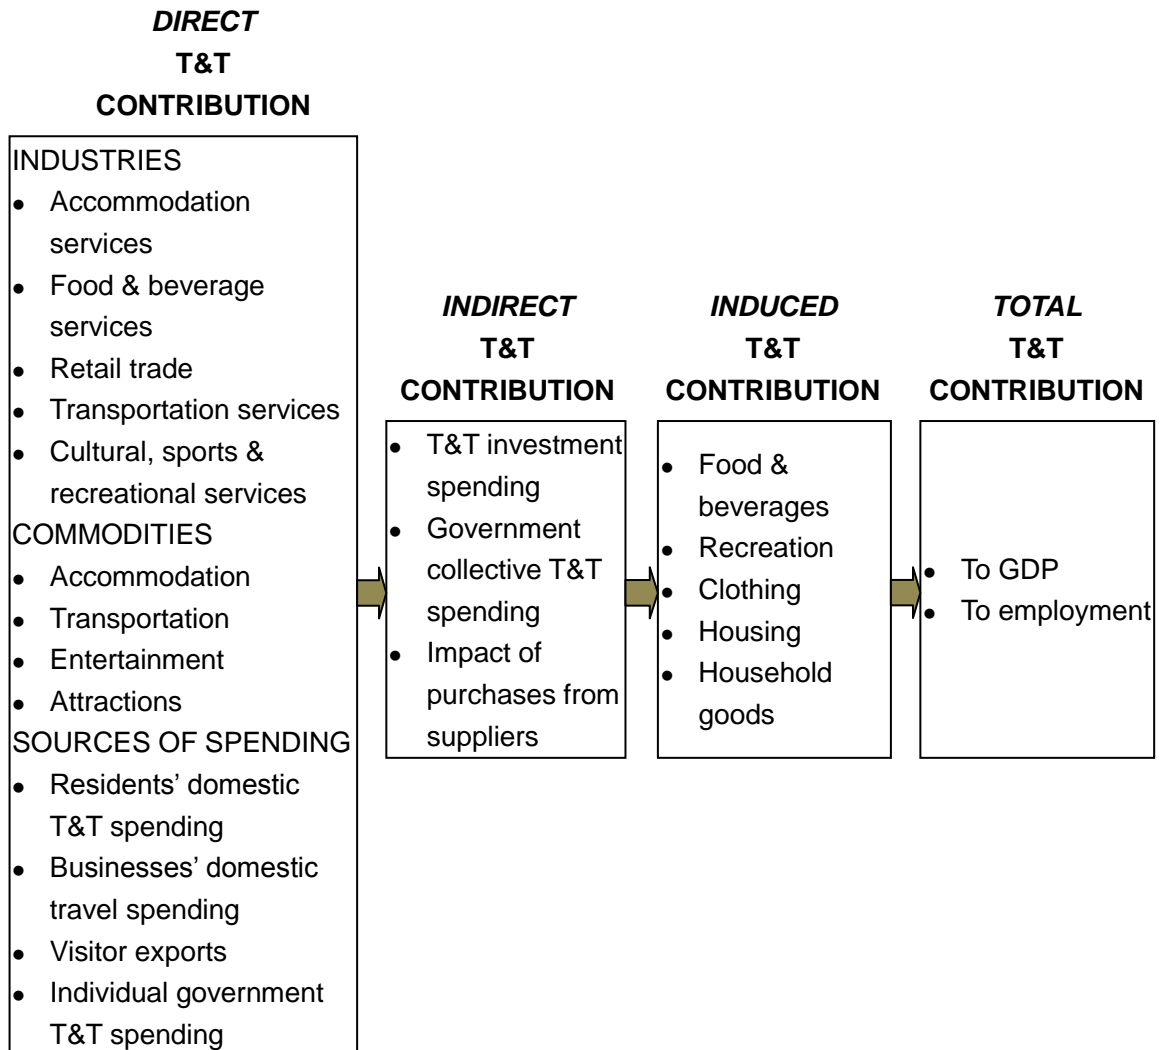 DIRECT
T&T
CONTRIBUTION
INDUSTRIES
• Accommodation
services
• Food & beverage
services
• Retail trade
• Transportation services
• Cultural, sports &
recreational services
COMMODITIES
• Accommodation
• Transportation
• Entertainment
• Attractions
SOURCES OF SPENDING
• Residents’ domestic
T&T spending
• Businesses’ domestic
travel spending
• Visitor exports
• Individual government
T&T spending
INDIRECT
T&T
CONTRIBUTION
• T&T investment
spending
• Government
collective T&T
spending
• Impact of
purchases from
suppliers
INDUCED
T&T
CONTRIBUTION
• Food &
beverages
• Recreation
• Clothing
• Housing
• Household
goods
TOTAL
T&T
CONTRIBUTION
• To GDP
• To employment